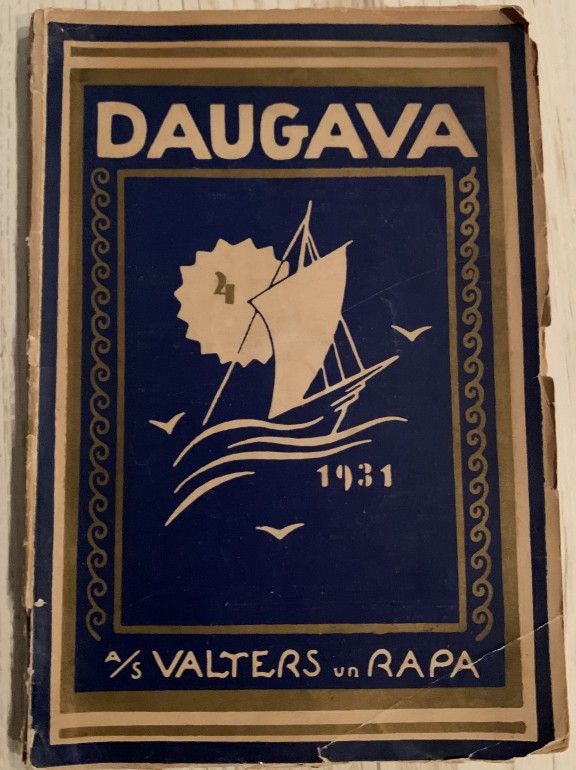 DAUGAVA
4
1931
A/S VALTERS un RAPA